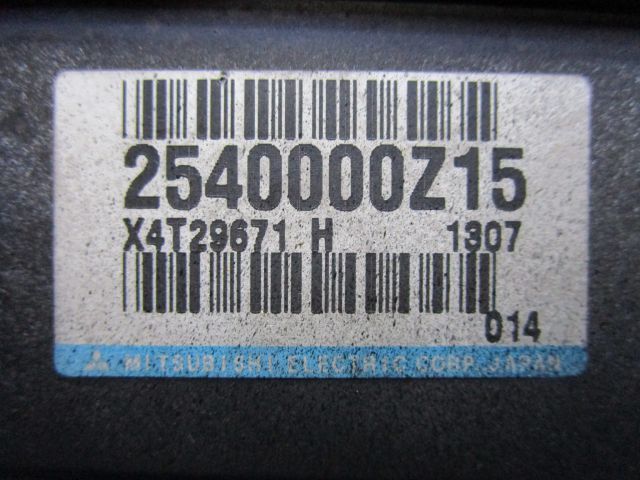 2540000Z15
X4T29671 H 1307
014
MITSUBISHI ELECTRIC CORP. JAPAN